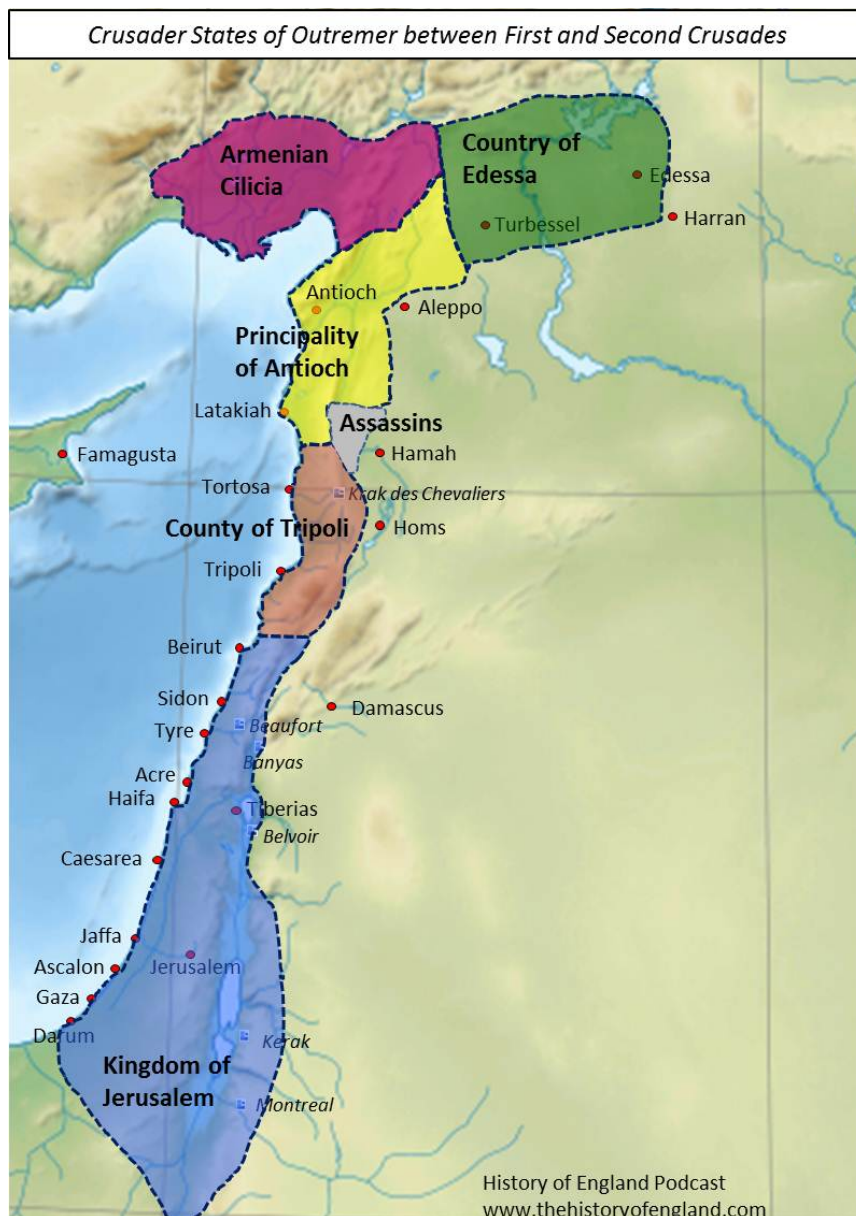 Crusader States of Outremer between First and Second Crusades
Armenian
Cilicia
Country of
Edessa
Edessa
Turbessel
Harran
Antioch
Aleppo
Principality
of Antioch
Latakiah
Assassins
Hamah
Famagusta
Tortosa
Krak des Chevaliers
County of Tripoli
Homs
Tripoli
Beirut
Sidon
Damascus
Beaufort
Tyre
Banyas
Acre
Haifa
Tiberias
Belvoir
Caesarea
Jaffa
Jerusalem
Ascalon
Gaza
Darum
Kerak
Kingdom of
Jerusalem
Montreal
History of England Podcast
www.thehistoryofengland.com